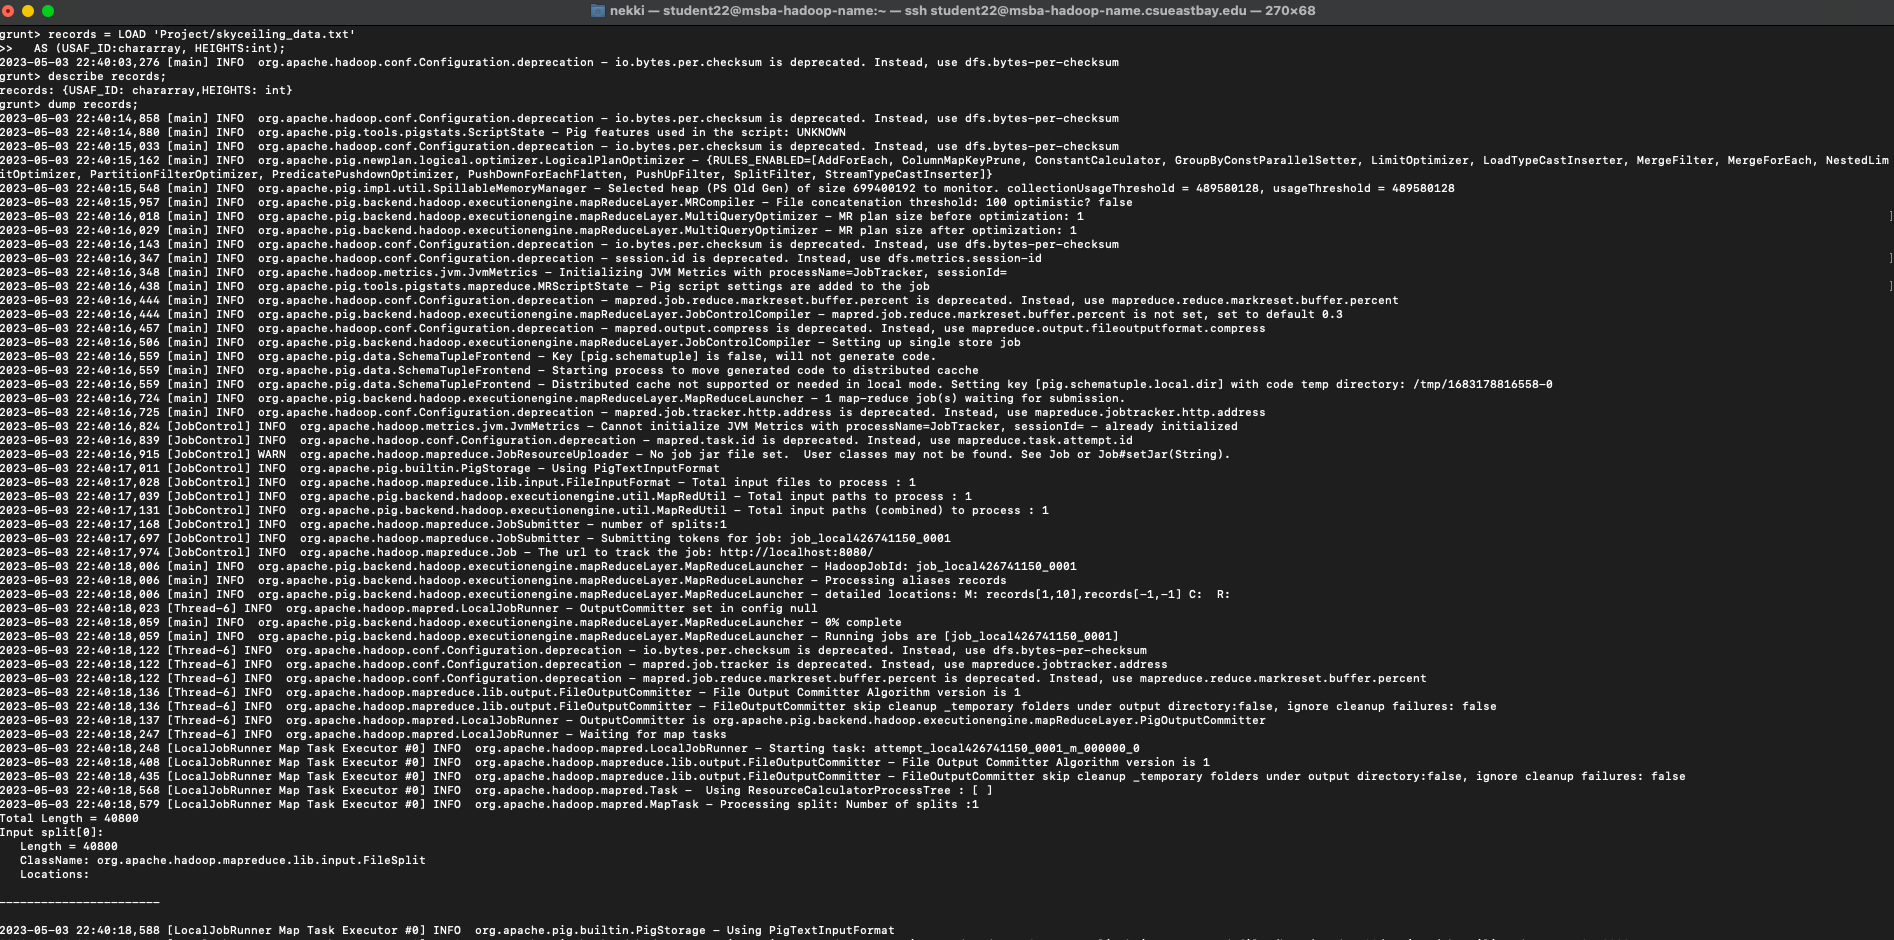 nekki — student22@msba-hadoop-name:~ — ssh student22@msba-hadoop-name.csueastbay.edu — 270×68
grunt> records = LOAD 'Project/skyceiling_data.txt'
>>   AS (USAF_ID:chararray, HEIGHTS:int);
2023-05-03 22:40:03,276 [main] INFO  org.apache.hadoop.conf.Configuration.deprecation - io.bytes.per.checksum is deprecated. Instead, use dfs.bytes-per-checksum
grunt> describe records;
records: {USAF_ID: chararray,HEIGHTS: int}
grunt> dump records;
2023-05-03 22:40:14,858 [main] INFO  org.apache.hadoop.conf.Configuration.deprecation - io.bytes.per.checksum is deprecated. Instead, use dfs.bytes-per-checksum
2023-05-03 22:40:14,880 [main] INFO  org.apache.pig.tools.pigstats.ScriptState - Pig features used in the script: UNKNOWN
2023-05-03 22:40:15,033 [main] INFO  org.apache.hadoop.conf.Configuration.deprecation - io.bytes.per.checksum is deprecated. Instead, use dfs.bytes-per-checksum
2023-05-03 22:40:15,162 [main] INFO  org.apache.pig.newplan.logical.optimizer.LogicalPlanOptimizer - {RULES_ENABLED=[AddForEach, ColumnMapKeyPrune, ConstantCalculator, GroupByConstParallelSetter, LimitOptimizer, LoadTypeCastInserter, MergeFilter, MergeForEach, NestedLim
itOptimizer, PartitionFilterOptimizer, PredicatePushdownOptimizer, PushDownForEachFlatten, PushUpFilter, SplitFilter, StreamTypeCastInserter]}
2023-05-03 22:40:15,548 [main] INFO  org.apache.pig.impl.util.SpillableMemoryManager - Selected heap (PS Old Gen) of size 699400192 to monitor. collectionUsageThreshold = 489580128, usageThreshold = 489580128
2023-05-03 22:40:15,957 [main] INFO  org.apache.pig.backend.hadoop.executionengine.mapReduceLayer.MRCompiler - File concatenation threshold: 100 optimistic? false
2023-05-03 22:40:16,018 [main] INFO  org.apache.pig.backend.hadoop.executionengine.mapReduceLayer.MultiQueryOptimizer - MR plan size before optimization: 1
2023-05-03 22:40:16,029 [main] INFO  org.apache.pig.backend.hadoop.executionengine.mapReduceLayer.MultiQueryOptimizer - MR plan size after optimization: 1
2023-05-03 22:40:16,143 [main] INFO  org.apache.hadoop.conf.Configuration.deprecation - io.bytes.per.checksum is deprecated. Instead, use dfs.bytes-per-checksum
2023-05-03 22:40:16,347 [main] INFO  org.apache.hadoop.conf.Configuration.deprecation - session.id is deprecated. Instead, use dfs.metrics.session-id
2023-05-03 22:40:16,348 [main] INFO  org.apache.hadoop.metrics.jvm.JvmMetrics - Initializing JVM Metrics with processName=JobTracker, sessionId=
2023-05-03 22:40:16,438 [main] INFO  org.apache.pig.tools.pigstats.mapreduce.MRScriptState - Pig script settings are added to the job
2023-05-03 22:40:16,444 [main] INFO  org.apache.hadoop.conf.Configuration.deprecation - mapred.job.reduce.markreset.buffer.percent is deprecated. Instead, use mapreduce.reduce.markreset.buffer.percent
2023-05-03 22:40:16,444 [main] INFO  org.apache.pig.backend.hadoop.executionengine.mapReduceLayer.JobControlCompiler - mapred.job.reduce.markreset.buffer.percent is not set, set to default 0.3
2023-05-03 22:40:16,457 [main] INFO  org.apache.hadoop.conf.Configuration.deprecation - mapred.output.compress is deprecated. Instead, use mapreduce.output.fileoutputformat.compress
2023-05-03 22:40:16,506 [main] INFO  org.apache.pig.backend.hadoop.executionengine.mapReduceLayer.JobControlCompiler - Setting up single store job
2023-05-03 22:40:16,559 [main] INFO  org.apache.pig.data.SchemaTupleFrontend - Key [pig.schematuple] is false, will not generate code.
2023-05-03 22:40:16,559 [main] INFO  org.apache.pig.data.SchemaTupleFrontend - Starting process to move generated code to distributed cacche
2023-05-03 22:40:16,559 [main] INFO  org.apache.pig.data.SchemaTupleFrontend - Distributed cache not supported or needed in local mode. Setting key [pig.schematuple.local.dir] with code temp directory: /tmp/1683178816558-0
2023-05-03 22:40:16,724 [main] INFO  org.apache.pig.backend.hadoop.executionengine.mapReduceLayer.MapReduceLauncher - 1 map-reduce job(s) waiting for submission.
2023-05-03 22:40:16,725 [main] INFO  org.apache.hadoop.conf.Configuration.deprecation - mapred.job.tracker.http.address is deprecated. Instead, use mapreduce.jobtracker.http.address
2023-05-03 22:40:16,824 [JobControl] INFO  org.apache.hadoop.metrics.jvm.JvmMetrics - Cannot initialize JVM Metrics with processName=JobTracker, sessionId= - already initialized
2023-05-03 22:40:16,839 [JobControl] INFO  org.apache.hadoop.conf.Configuration.deprecation - mapred.task.id is deprecated. Instead, use mapreduce.task.attempt.id
2023-05-03 22:40:16,915 [JobControl] WARN  org.apache.hadoop.mapreduce.JobResourceUploader - No job jar file set.  User classes may not be found. See Job or Job#setJar(String).
2023-05-03 22:40:17,011 [JobControl] INFO  org.apache.pig.builtin.PigStorage - Using PigTextInputFormat
2023-05-03 22:40:17,028 [JobControl] INFO  org.apache.hadoop.mapreduce.lib.input.FileInputFormat - Total input files to process : 1
2023-05-03 22:40:17,039 [JobControl] INFO  org.apache.pig.backend.hadoop.executionengine.util.MapRedUtil - Total input paths to process : 1
2023-05-03 22:40:17,131 [JobControl] INFO  org.apache.pig.backend.hadoop.executionengine.util.MapRedUtil - Total input paths (combined) to process : 1
2023-05-03 22:40:17,168 [JobControl] INFO  org.apache.hadoop.mapreduce.JobSubmitter - number of splits:1
2023-05-03 22:40:17,697 [JobControl] INFO  org.apache.hadoop.mapreduce.JobSubmitter - Submitting tokens for job: job_local426741150_0001
2023-05-03 22:40:17,974 [JobControl] INFO  org.apache.hadoop.mapreduce.Job - The url to track the job: http://localhost:8080/
2023-05-03 22:40:18,006 [main] INFO  org.apache.pig.backend.hadoop.executionengine.mapReduceLayer.MapReduceLauncher - HadoopJobId: job_local426741150_0001
2023-05-03 22:40:18,006 [main] INFO  org.apache.pig.backend.hadoop.executionengine.mapReduceLayer.MapReduceLauncher - Processing aliases records
2023-05-03 22:40:18,006 [main] INFO  org.apache.pig.backend.hadoop.executionengine.mapReduceLayer.MapReduceLauncher - detailed locations: M: records[1,10],records[-1,-1] C:  R:
2023-05-03 22:40:18,023 [Thread-6] INFO  org.apache.hadoop.mapred.LocalJobRunner - OutputCommitter set in config null
2023-05-03 22:40:18,059 [main] INFO  org.apache.pig.backend.hadoop.executionengine.mapReduceLayer.MapReduceLauncher - 0% complete
2023-05-03 22:40:18,059 [main] INFO  org.apache.pig.backend.hadoop.executionengine.mapReduceLayer.MapReduceLauncher - Running jobs are [job_local426741150_0001]
2023-05-03 22:40:18,122 [Thread-6] INFO  org.apache.hadoop.conf.Configuration.deprecation - io.bytes.per.checksum is deprecated. Instead, use dfs.bytes-per-checksum
2023-05-03 22:40:18,122 [Thread-6] INFO  org.apache.hadoop.conf.Configuration.deprecation - mapred.job.tracker is deprecated. Instead, use mapreduce.jobtracker.address
2023-05-03 22:40:18,122 [Thread-6] INFO  org.apache.hadoop.conf.Configuration.deprecation - mapred.job.reduce.markreset.buffer.percent is deprecated. Instead, use mapreduce.reduce.markreset.buffer.percent
2023-05-03 22:40:18,136 [Thread-6] INFO  org.apache.hadoop.mapreduce.lib.output.FileOutputCommitter - File Output Committer Algorithm version is 1
2023-05-03 22:40:18,136 [Thread-6] INFO  org.apache.hadoop.mapreduce.lib.output.FileOutputCommitter - FileOutputCommitter skip cleanup _temporary folders under output directory:false, ignore cleanup failures: false
2023-05-03 22:40:18,137 [Thread-6] INFO  org.apache.hadoop.mapred.LocalJobRunner - OutputCommitter is org.apache.pig.backend.hadoop.executionengine.mapReduceLayer.PigOutputCommitter
2023-05-03 22:40:18,247 [Thread-6] INFO  org.apache.hadoop.mapred.LocalJobRunner - Waiting for map tasks
2023-05-03 22:40:18,248 [LocalJobRunner Map Task Executor #0] INFO  org.apache.hadoop.mapred.LocalJobRunner - Starting task: attempt_local426741150_0001_m_000000_0
2023-05-03 22:40:18,408 [LocalJobRunner Map Task Executor #0] INFO  org.apache.hadoop.mapreduce.lib.output.FileOutputCommitter - File Output Committer Algorithm version is 1
2023-05-03 22:40:18,435 [LocalJobRunner Map Task Executor #0] INFO  org.apache.hadoop.mapreduce.lib.output.FileOutputCommitter - FileOutputCommitter skip cleanup _temporary folders under output directory:false, ignore cleanup failures: false
2023-05-03 22:40:18,568 [LocalJobRunner Map Task Executor #0] INFO  org.apache.hadoop.mapred.Task -  Using ResourceCalculatorProcessTree : [ ]
2023-05-03 22:40:18,579 [LocalJobRunner Map Task Executor #0] INFO  org.apache.hadoop.mapred.MapTask - Processing split: Number of splits :1
Total Length = 40800
Input split[0]:
   Length = 40800
   ClassName: org.apache.hadoop.mapreduce.lib.input.FileSplit
   Locations:
-----------------------
2023-05-03 22:40:18,588 [LocalJobRunner Map Task Executor #0] INFO  org.apache.pig.builtin.PigStorage - Using PigTextInputFormat